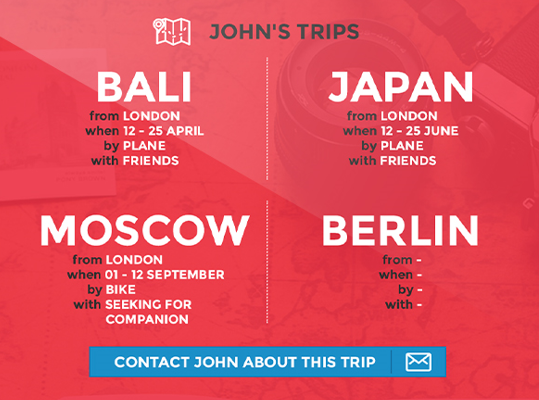 JOHN'S TRIPS
BALI
from LONDON
when 12 - 25 APRIL
by PLANE
with FRIENDS
JAPAN
from LONDON
when 12 - 25 JUNE
by PLANE
with FRIENDS
MOSCOW
from LONDON
when 01 - 12 SEPTEMBER
by BIKE
with SEEKING FOR
COMPANION
BERLIN
from -
when -
by -
with -
CONTACT JOHN ABOUT THIS TRIP